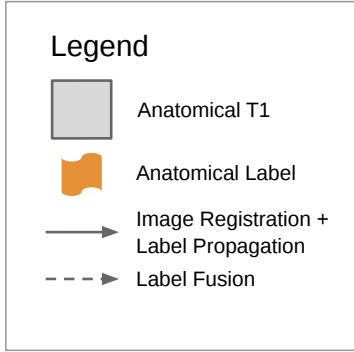 Legend
Anatomical T1
Anatomical Label
Image Registration +
Label Propagation
Label Fusion